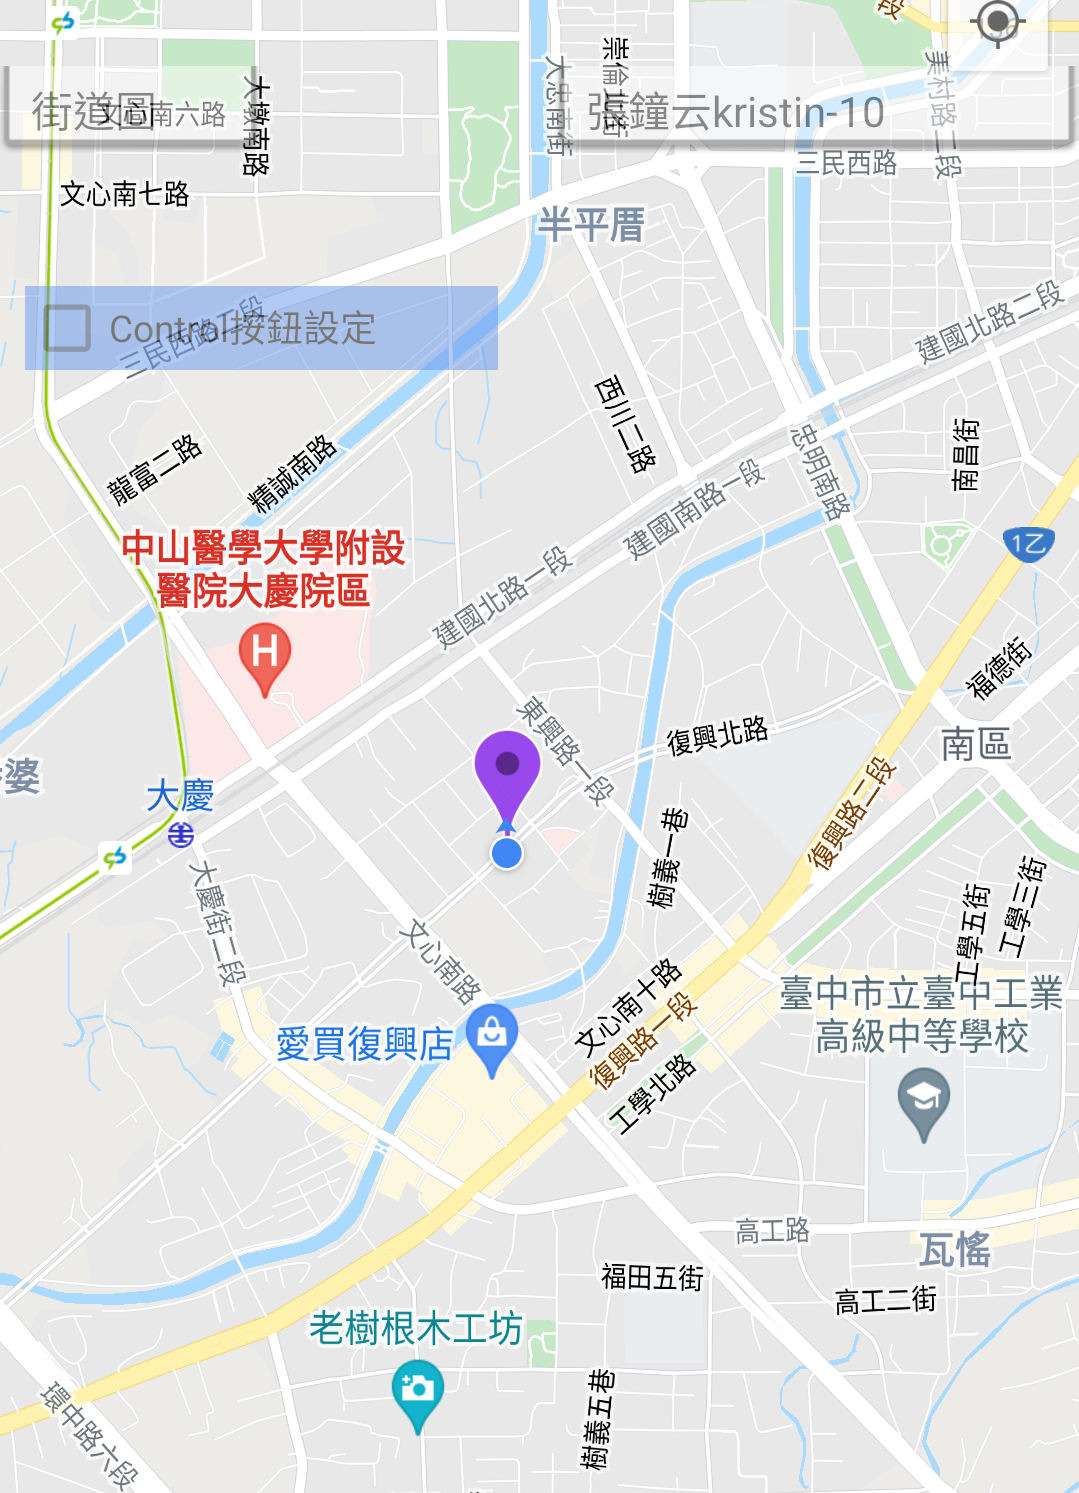 段
136
崇倫北街
大忠南街
美村路二段
街道圖
文心南六路
大墩南路
張鐘云kristin-10
三民西路
文心南七路
半平厝
Control按鈕設定
三民西路二段
建國北路二段
西川二路
忠明南路
南昌街
龍富二路
精誠南路
建國南路一段
中山醫學大學附設
醫院大慶院區
建國北路一段
1乙
H
福德街
東興路一段
復興北路
南區
婆
大慶
復興路二段
樹義一巷
大慶街二段
工學三街
工學五街
文心南路
文心南十路
臺中市立臺中工業
高級中等學校
復興路一段
愛買復興店
工學北路
高工路
瓦窰
福田五街
高工二街
老樹根木工坊
樹義五巷
環中路六段